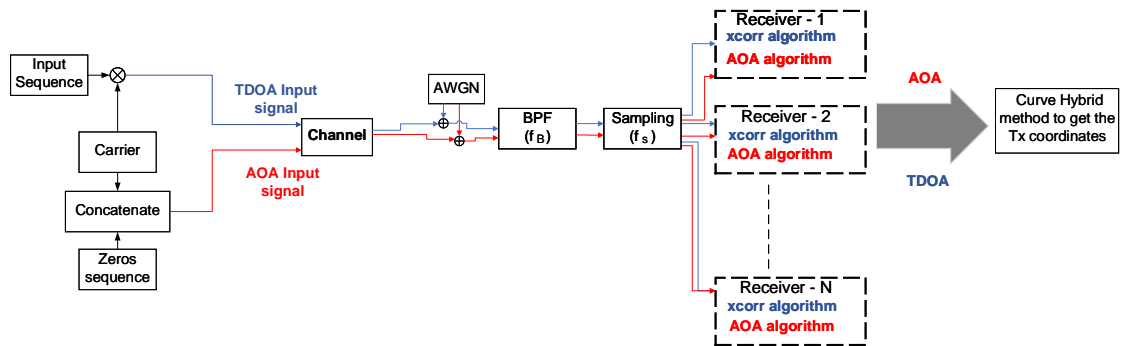 Input
Sequence
Carrier
Concatenate
Zeros
sequence
TDOA Input
signal
AOA Input
signal
Channel
AWGN
BPF
(f B)
Sampling
(f s)
Receiver - 1
xcorr algorithm
AOA algorithm
Receiver - 2
xcorr algorithm
AOA algorithm
Receiver - N
xcorr algorithm
AOA algorithm
AOA
TDOA
Curve Hybrid
method to get the
Tx coordinates